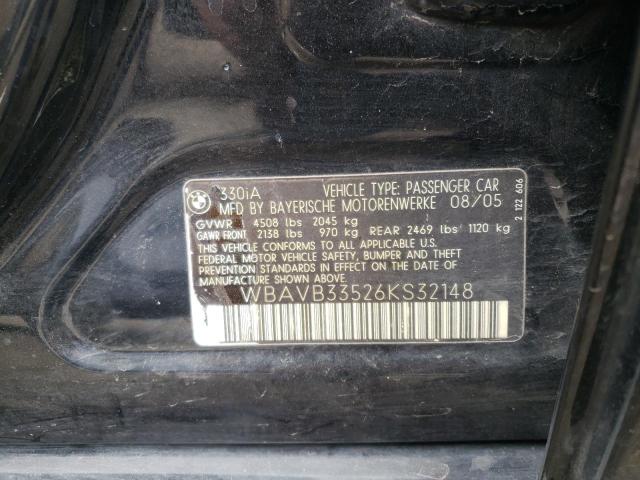 330iA VEHICLE TYPE: PASSENGER CAR
MFD BY BAYERISCHE MOTORENWERKE 08/05
GVWR 4508 lbs 2045 kg
GAWR FRONT 2138 lbs 970 kg REAR 2469 lbs 1120 kg
THIS VEHICLE CONFORMS TO ALL APPLICABLE U.S.
FEDERAL MOTOR VEHICLE SAFETY, BUMPER AND THEFT
PREVENTION STANDARDS IN EFFECT ON THE DATE OF
MANUFACTURE SHOWN ABOVE.
WBAVB33526KS32148
2 122 606